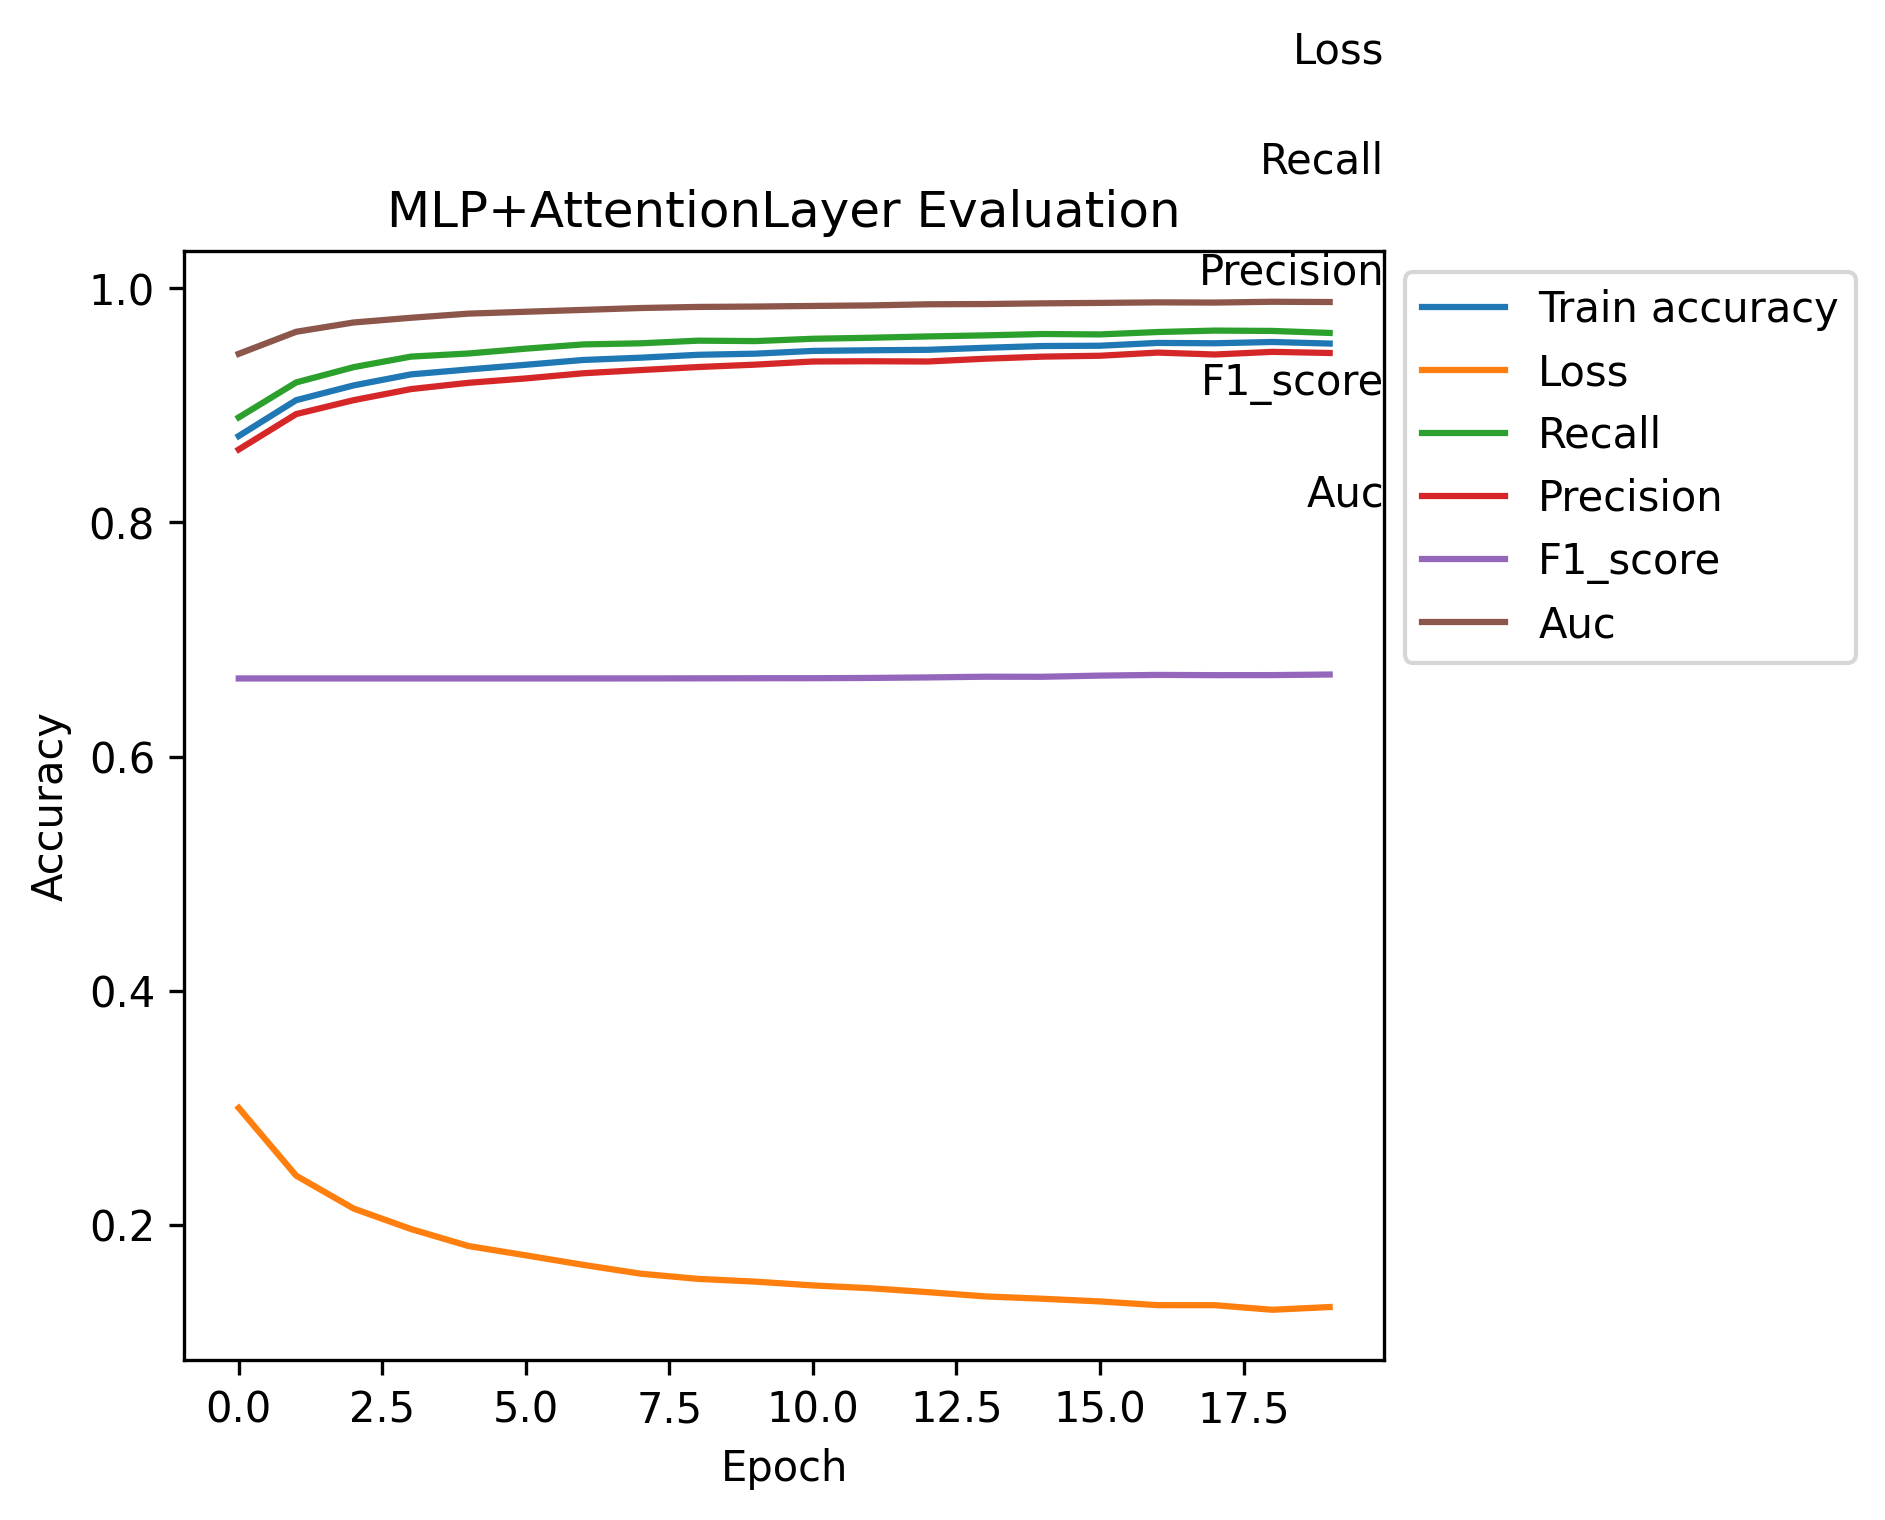 Loss
Recall
MLP+AttentionLayer Evaluation
Precision
F1_score
Auc
1.0
0.8
0.6
0.4
0.2
Accuracy
0.0 2.5 5.0 7.5 10.0 12.5 15.0 17.5
Epoch
Train accuracy
Loss
Recall
Precision
F1_score
Auc